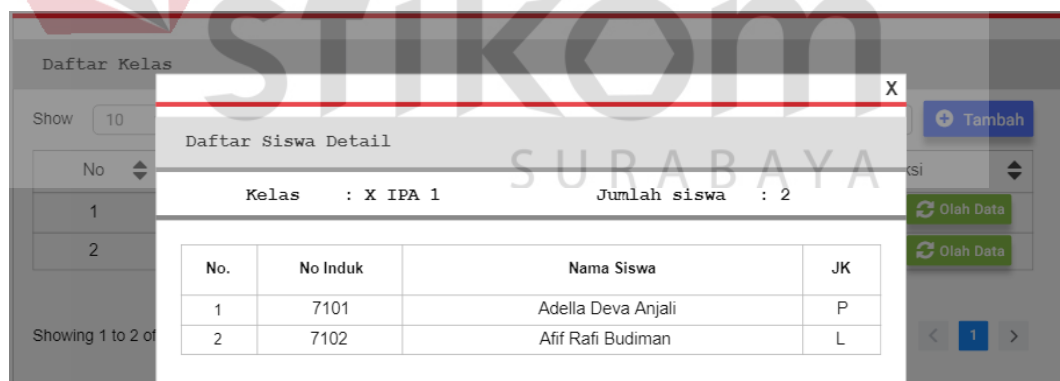 stikom
SURABAYA
Daftar Kelas
X
Show 10
Tambah
Daftar Siswa Detail
No
ksi
Kelas : X IPA 1 Jumlah siswa : 2
1 Olah Data
2 Olah Data
No. No Induk Nama Siswa JK
1 7101 Adella Deva Anjali P
2 7102 Afif Rafi Budiman L
Showing 1 to 2 of
< 1 >